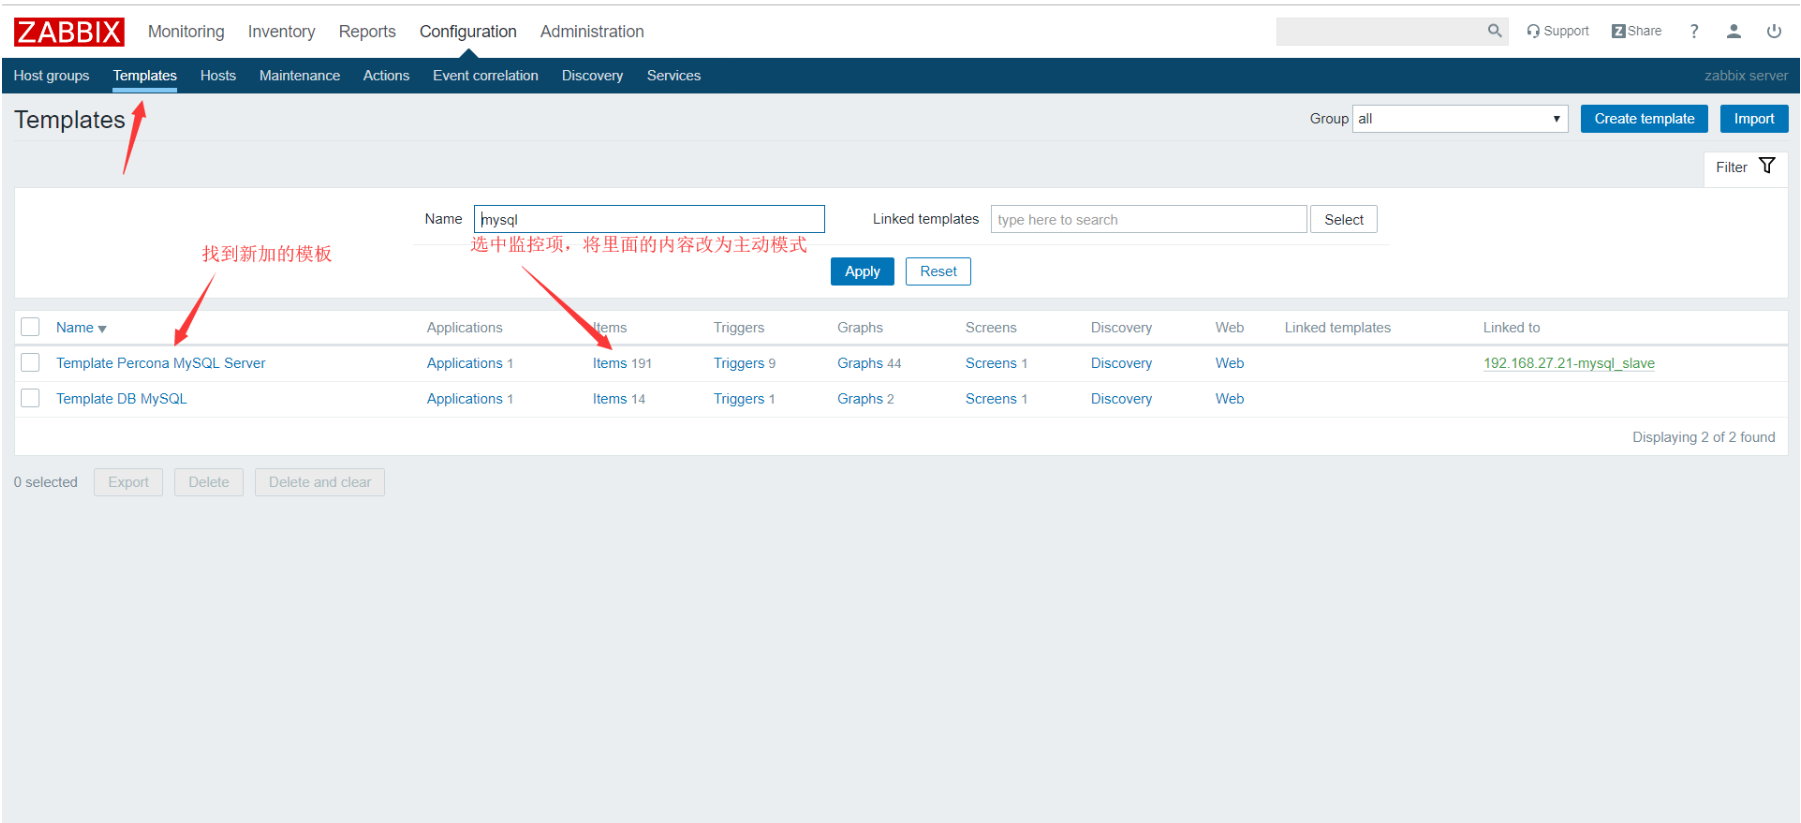 ZABBIX Monitoring Inventory Reports Configuration Administration Support Z Share ?
Host groups Templates Hosts Maintenance Actions Event correlation Discovery Services zabbix server
Templates Group all Create template Import
Filter
Name mysql Linked templates type here to search Select
选中监控项，将里面的内容改为主动模式
找到新加的模板
Apply Reset
Name Applications Items Triggers Graphs Screens Discovery Web Linked templates Linked to
Template Percona MySQL Server Applications 1 Items 191 Triggers 9 Graphs 44 Screens 1 Discovery Web 192.168.27.21-mysql_slave
Template DB MySQL Applications 1 Items 14 Triggers 1 Graphs 2 Screens 1 Discovery Web
Displaying 2 of 2 found
0 selected Export Delete Delete and clear